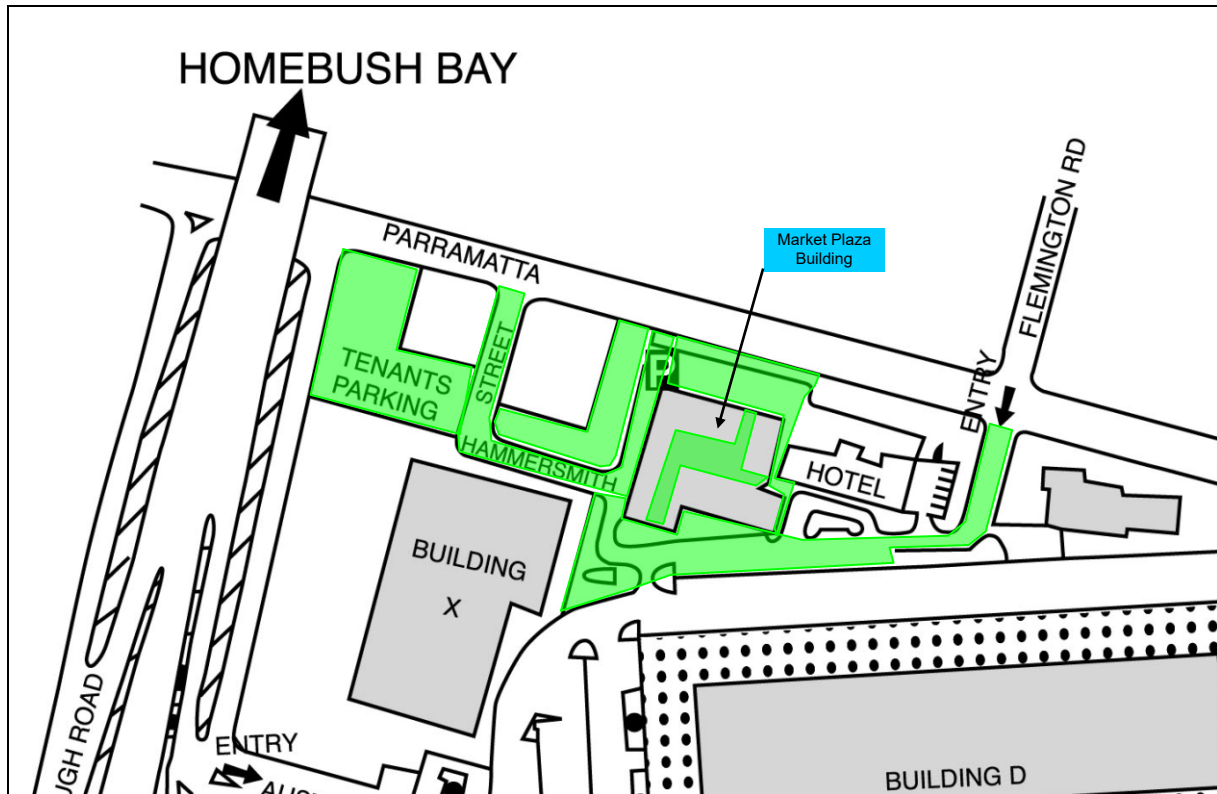 HOMEBUSH BAY
FLEMINGTON RD
PARRAMATTA
Market Plaza
Building
STREET
TENANTS
PARKING
P
ENTRY
HAMMERSMITH
HOTEL
BUILDING
X
UGH ROAD
ENTRY
BUILDING D